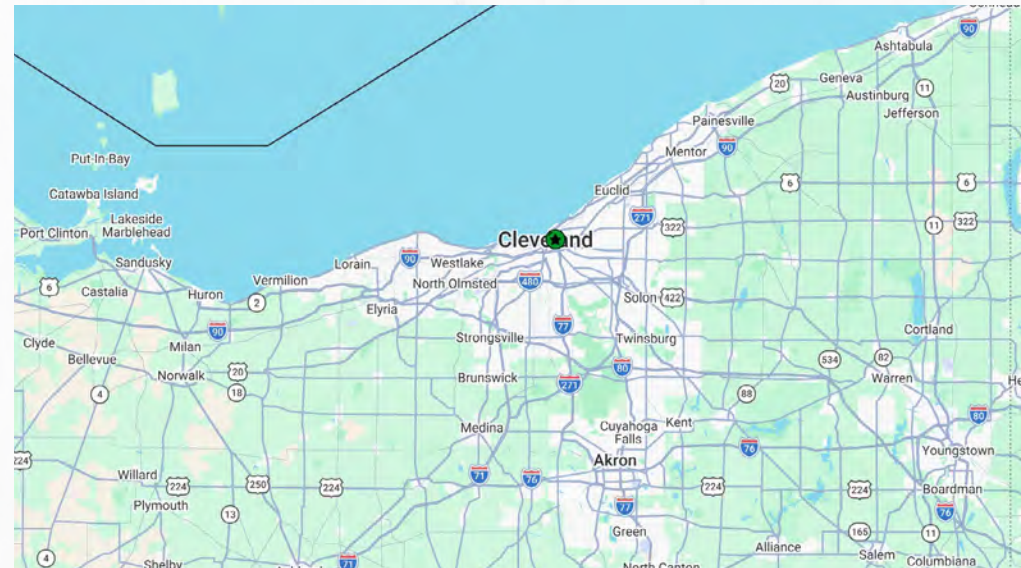 90
Ashtabula
20
Geneva
11
Austinburg
Jefferson
Painesville
90
Mentor
Put-In-Bay
6
6
Euclid
Catawba Island
271
322
322
11
Lakeside
Marblehead
Port Clinton
Cleveland
90
Westlake
Sandusky
Lorain
Vermilion
480
North Olmsted
6
Castalia
Huron
2
Elyria
Solon
422
77
90
Cortland
Clyde
Milan
Strongsville
Twinsburg
Bellevue
534
82
80
Norwalk
20
Brunswick
271
Warren
4
18
88
80
Medina
Cuyahoga
Falls
Kent
76
Youngstown
224
Akron
Willard
71
76
224
250
224
224
224
Boardman
Plymouth
77
76
13
Green
165
11
Alliance
Salem
Columbiana
4
Shelby
71
North Canton